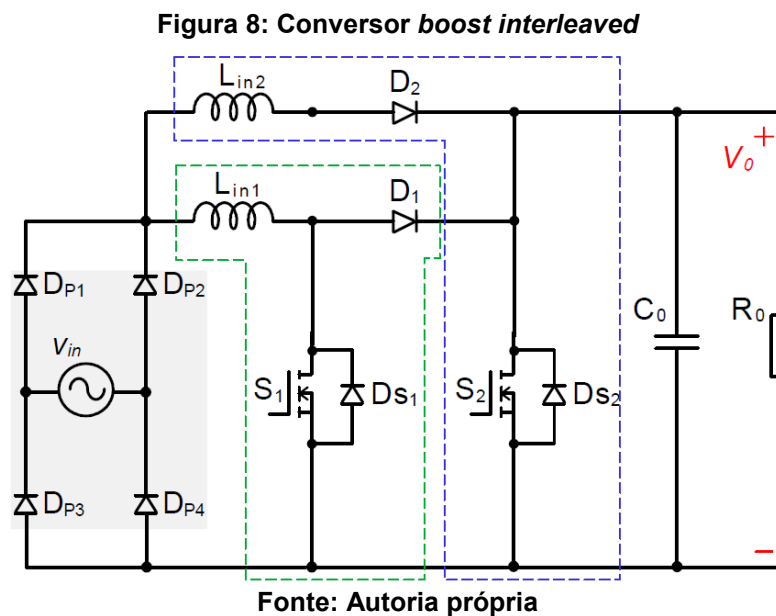 Figura 8: Conversor boost interleaved
Lin2
D2
V0
+
Lin1
D1
DP1
DP2
Vin
C0
R0
S1
Ds1
S2
Ds2
DP3
DP4
−
Fonte: Autoria própria